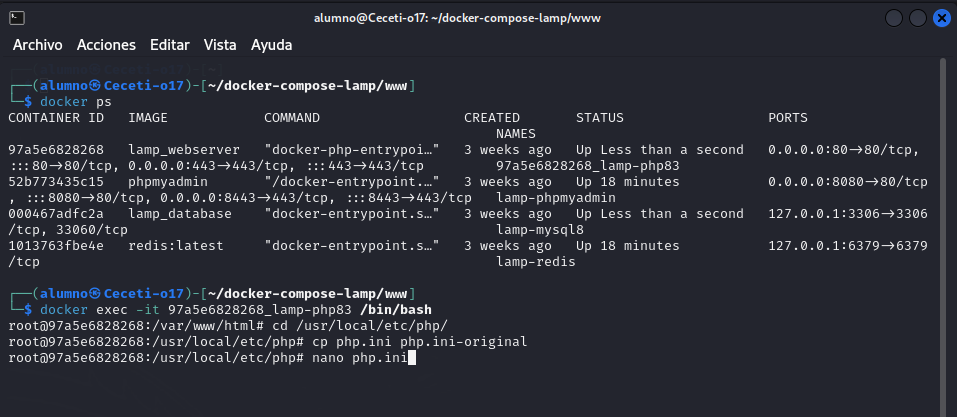 alumno@Ceceti-o17: ~/docker-compose-lamp/www
Archivo Acciones Editar Vista Ayuda
┌──(alumno㉿Ceceti-o17)-[~/docker-compose-lamp/www]
└─$ docker ps
CONTAINER ID   IMAGE            COMMAND                  CREATED       STATUS                  PORTS
NAMES
97a5e6828268   lamp_webserver   "docker-php-entrypoi…"   3 weeks ago   Up Less than a second   0.0.0.0:80→80/tcp,
:::80→80/tcp, 0.0.0.0:443→443/tcp, :::443→443/tcp         97a5e6828268_lamp-php83
52b773435c15   phpmyadmin       "/docker-entrypoint.…"   3 weeks ago   Up 18 minutes           0.0.0.0:8080→80/tcp
, :::8080→80/tcp, 0.0.0.0:8443→443/tcp, :::8443→443/tcp   lamp-phpmyadmin
000467adfc2a   lamp_database    "docker-entrypoint.s…"   3 weeks ago   Up Less than a second   127.0.0.1:3306→3306
/tcp, 33060/tcp                                               lamp-mysql8
1013763fbe4e   redis:latest     "docker-entrypoint.s…"   3 weeks ago   Up 18 minutes           127.0.0.1:6379→6379
/tcp                                                          lamp-redis
┌──(alumno㉿Ceceti-o17)-[~/docker-compose-lamp/www]
└─$ docker exec -it 97a5e6828268_lamp-php83 /bin/bash
root@97a5e6828268:/var/www/html# cd /usr/local/etc/php/
root@97a5e6828268:/usr/local/etc/php# cp php.ini php.ini-original
root@97a5e6828268:/usr/local/etc/php# nano php.ini